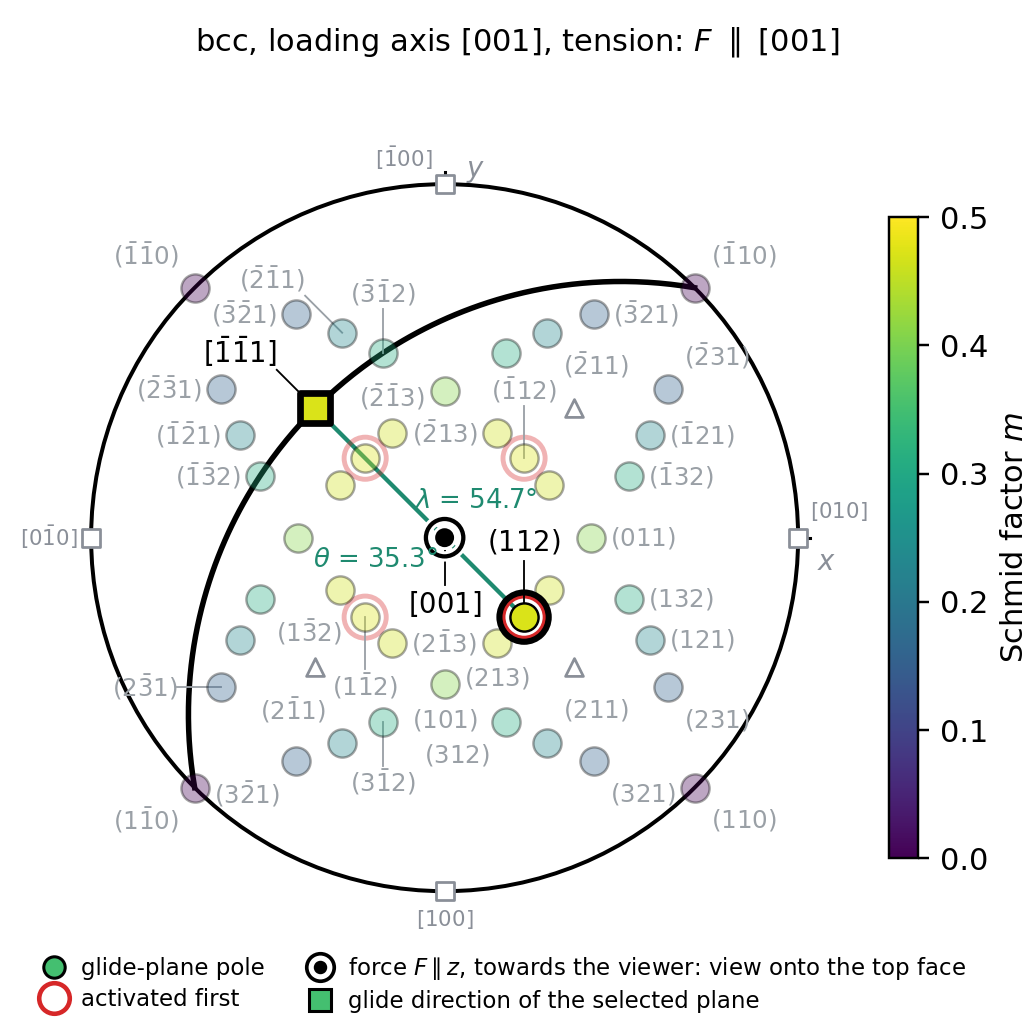 bcc, loading axis [001], tension: F ∥ [001]
[1̄00] y
(1̄1̄0) (1̄10)
(2̄1̄1) (3̄1̄2)
(3̄2̄1) (3̄21)
[1̄1̄1] (2̄31)
(2̄11)
(2̄3̄1) (2̄1̄3) (1̄12)
(1̄2̄1) (2̄13) (1̄21)
(1̄3̄2) (1̄32)
λ = 54.7°
[010]
[01̄0] (112) (011)
θ = 35.3° x
[001] (132)
(13̄2) (21̄3) (121)
(23̄1) (11̄2) (213)
(21̄1) (101) (211) (231)
(312)
(31̄2)
(32̄1) (321)
(11̄0) (110)
[100]
0.5
0.4
0.3
0.2
0.1
0.0
Schmid factor m
glide-plane pole
force F ∥ z, towards the viewer: view onto the top face
activated first
glide direction of the selected plane